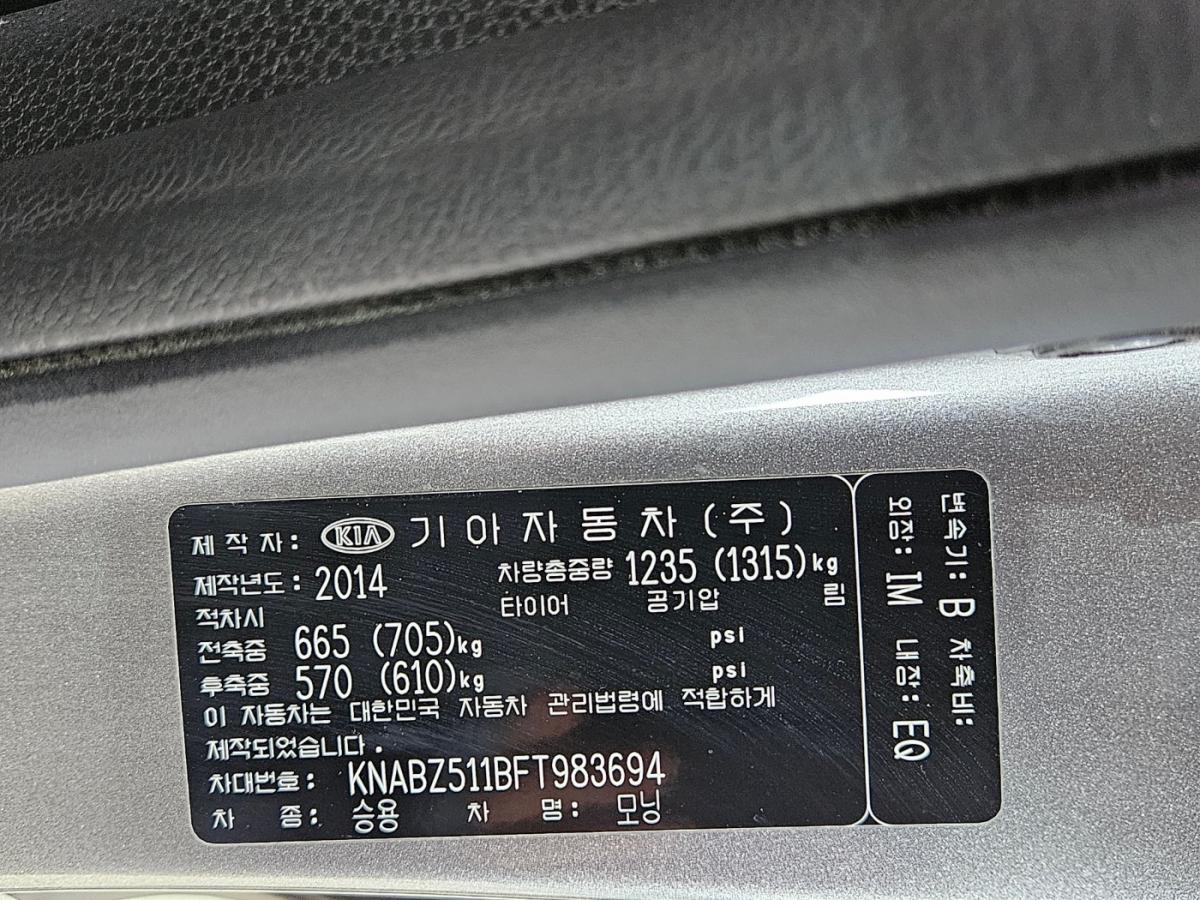 제 작 자: KIA 기아자동차(주)
제작년도: 2014 차량총중량 1235 (1315)kg
적차시 타이어 공기압 림
전축중 665 (705)kg psi
후축중 570 (610)kg psi
이 자동차는 대한민국 자동차 관리법령에 적합하게
제작되었습니다.
차대번호: KNABZ511BFT983694
차 종: 승용 차 명: 모닝
변속기: B 차축비:
외장: IM 내장: EQ